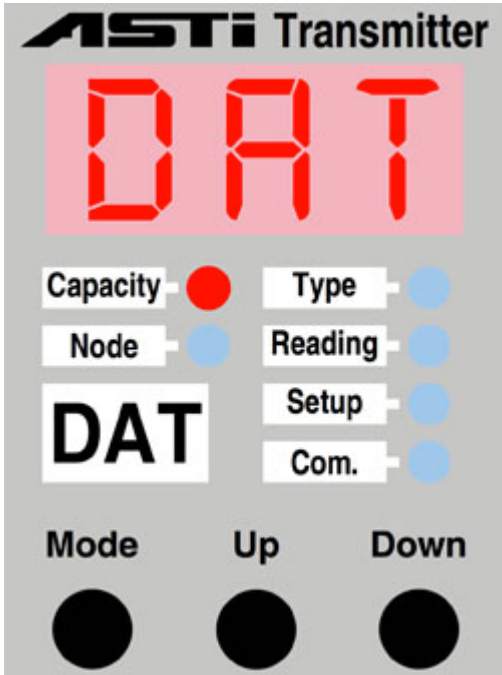 ASTi Transmitter
DAT
Capacity
Type
Node
Reading
DAT
Setup
Com.
Mode Up Down